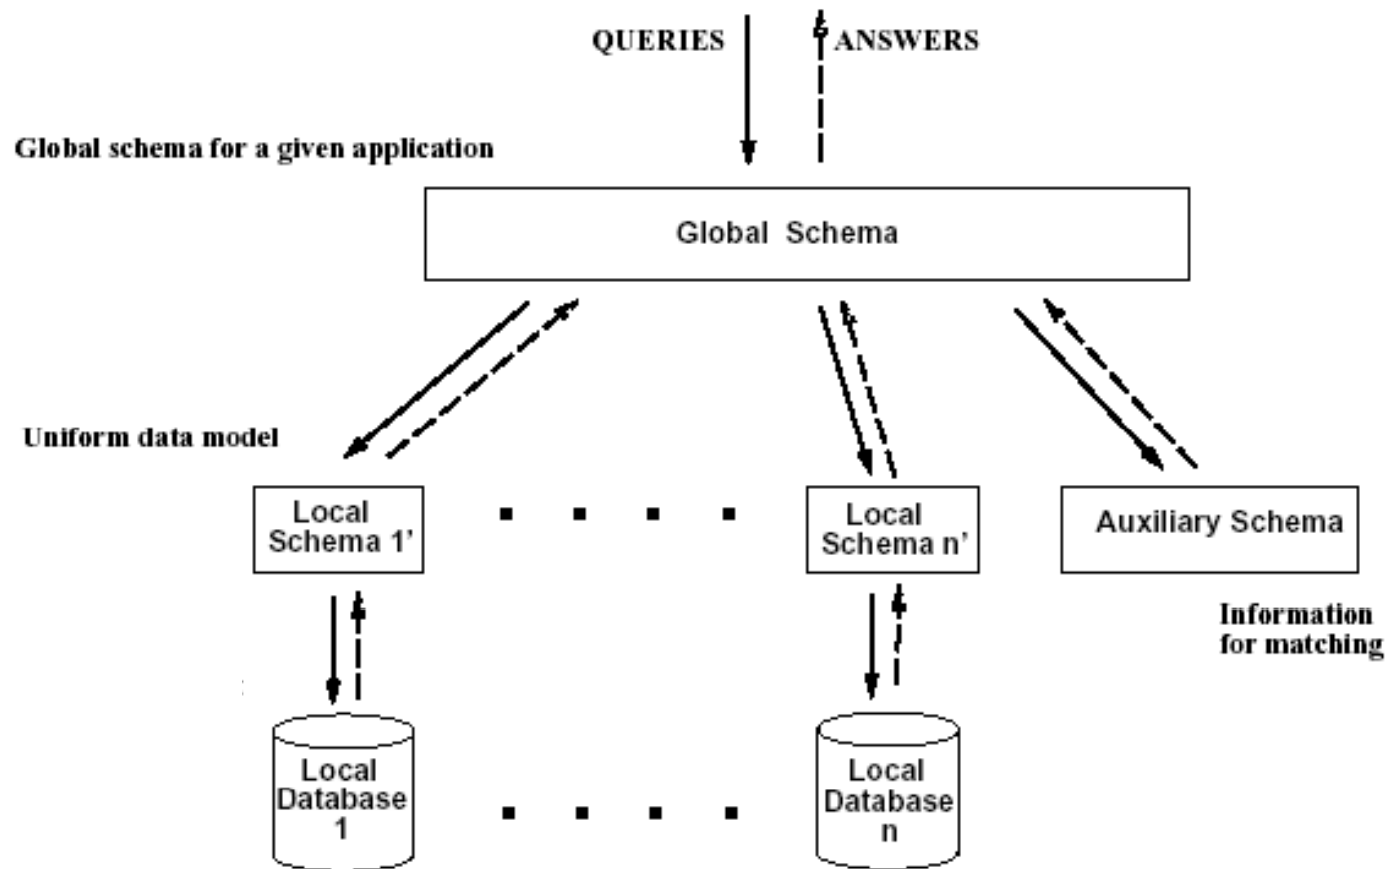 QUERIES
ANSWERS
Global schema for a given application
Global Schema
Uniform data model
Local
Schema 1’
Local
Schema n’
Auxiliary Schema
Information
for matching
Local
Database
1
Local
Database
n